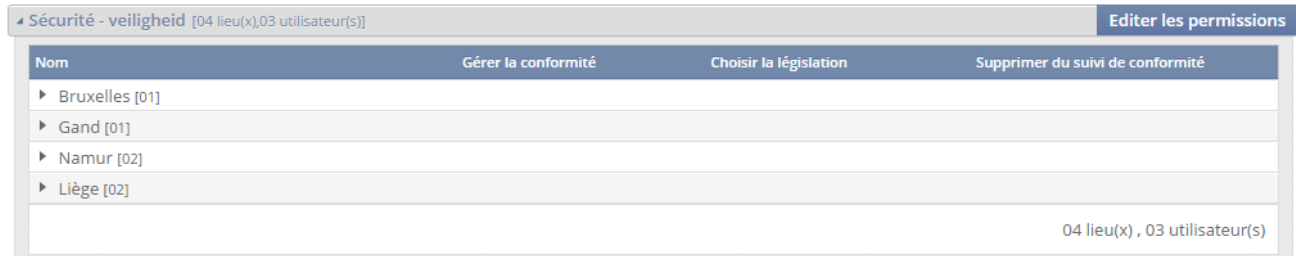 Sécurité - veiligheid [04 lieu(x),03 utilisateur(s)] Editer les permissions
Nom Gérer la conformité Choisir la législation Supprimer du suivi de conformité
Bruxelles [01]
Gand [01]
Namur [02]
Liège [02]
04 lieu(x) , 03 utilisateur(s)